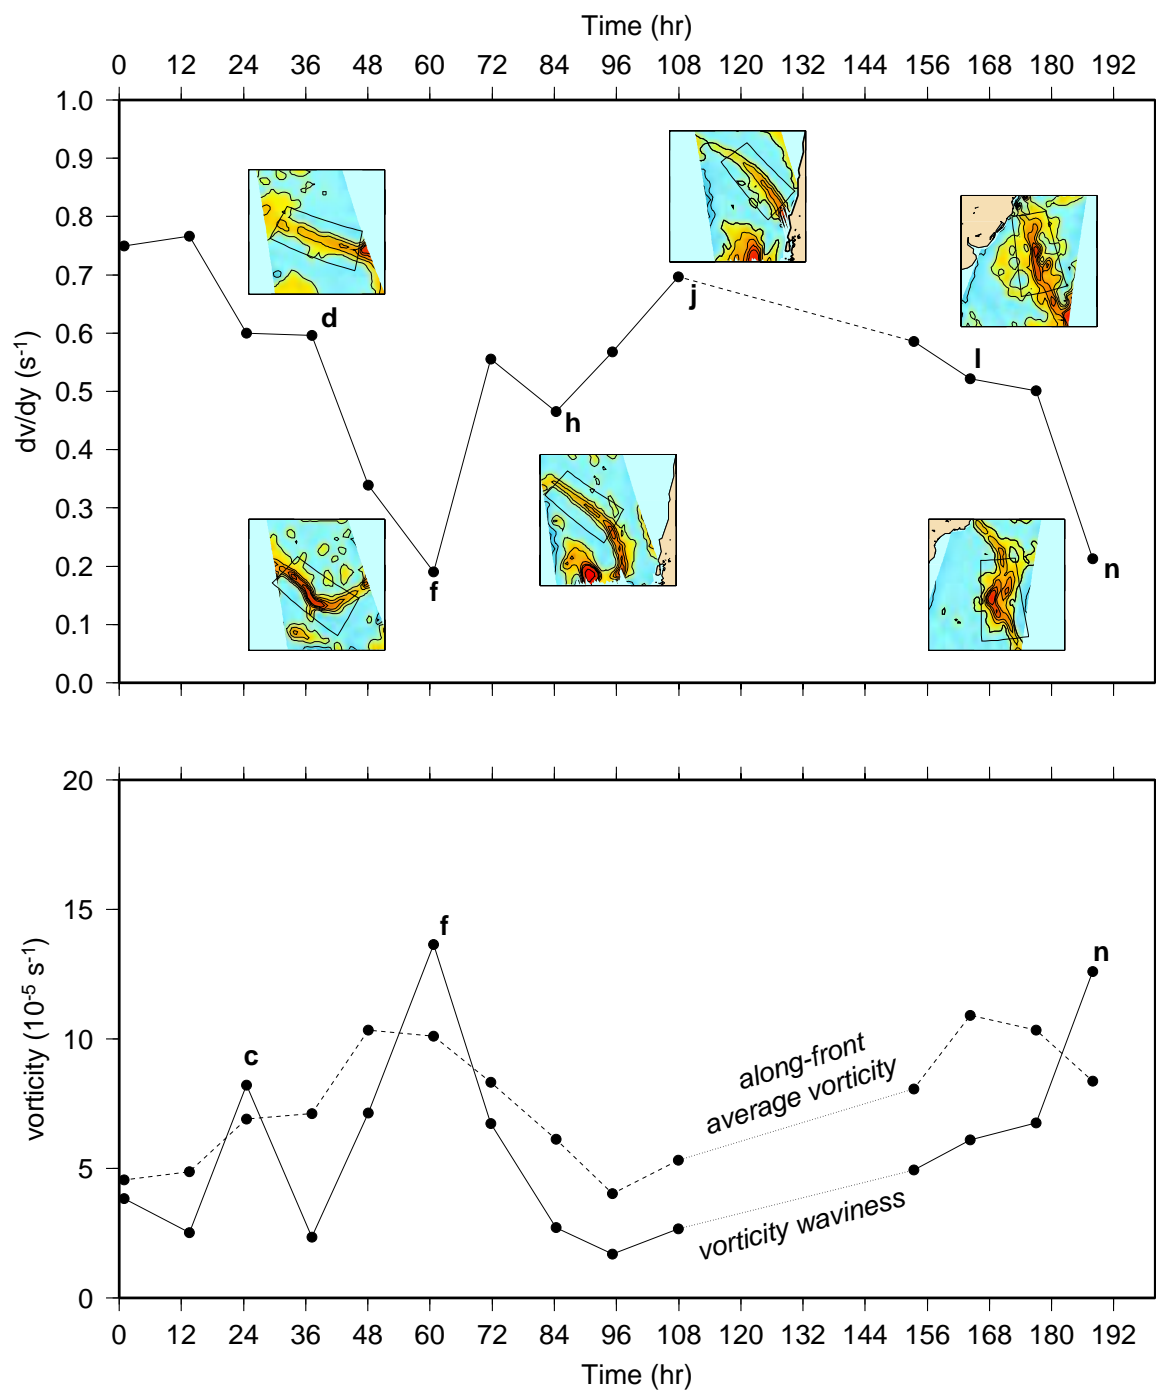 Time (hr)
0 12 24 36 48 60 72 84 96 108 120 132 144 156 168 180 192
1.0
0.9
0.8
0.7
0.6
0.5
0.4
0.3
0.2
0.1
0.0
dv/dy (s-1)
d
f
h
j
l
n
20
15
10
5
0
vorticity (10-5 s-1)
c
f
n
along-front
average vorticity
vorticity waviness
0 12 24 36 48 60 72 84 96 108 120 132 144 156 168 180 192
Time (hr)